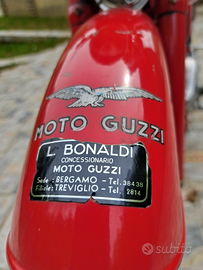 MOTO GUZZI
L. BONALDI
CONCESSIONARIO
MOTO GUZZI
Sede: BERGAMO - Tel. 38438
Filiale: TREVIGLIO - Tel. 2814
subito